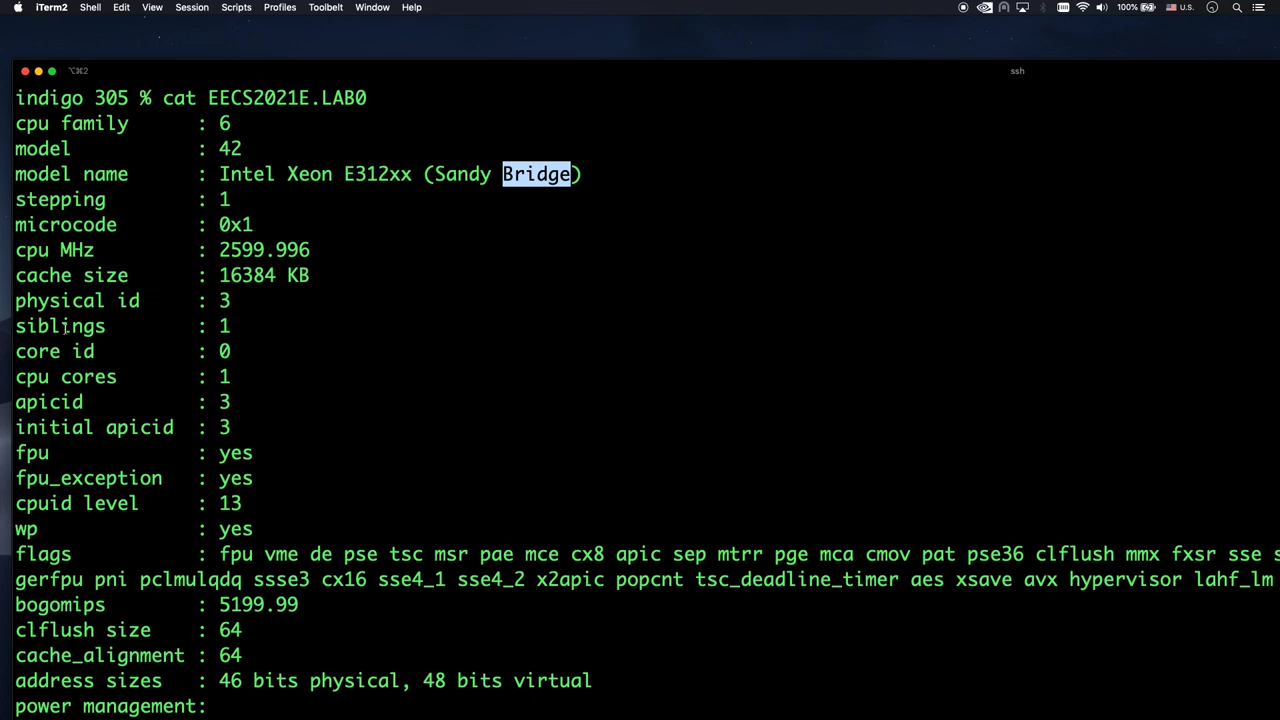 iTerm2 Shell Edit View Session Scripts Profiles Toolbelt Window Help 100% U.S.
⌥⌘2 ssh
indigo 305 % cat EECS2021E.LAB0
cpu family : 6
model : 42
model name : Intel Xeon E312xx (Sandy Bridge)
stepping : 1
microcode : 0x1
cpu MHz : 2599.996
cache size : 16384 KB
physical id : 3
siblings : 1
core id : 0
cpu cores : 1
apicid : 3
initial apicid : 3
fpu : yes
fpu_exception : yes
cpuid level : 13
wp : yes
flags : fpu vme de pse tsc msr pae mce cx8 apic sep mtrr pge mca cmov pat pse36 clflush mmx fxsr sse s
gerfpu pni pclmulqdq ssse3 cx16 sse4_1 sse4_2 x2apic popcnt tsc_deadline_timer aes xsave avx hypervisor lahf_lm
bogomips : 5199.99
clflush size : 64
cache_alignment : 64
address sizes : 46 bits physical, 48 bits virtual
power management: